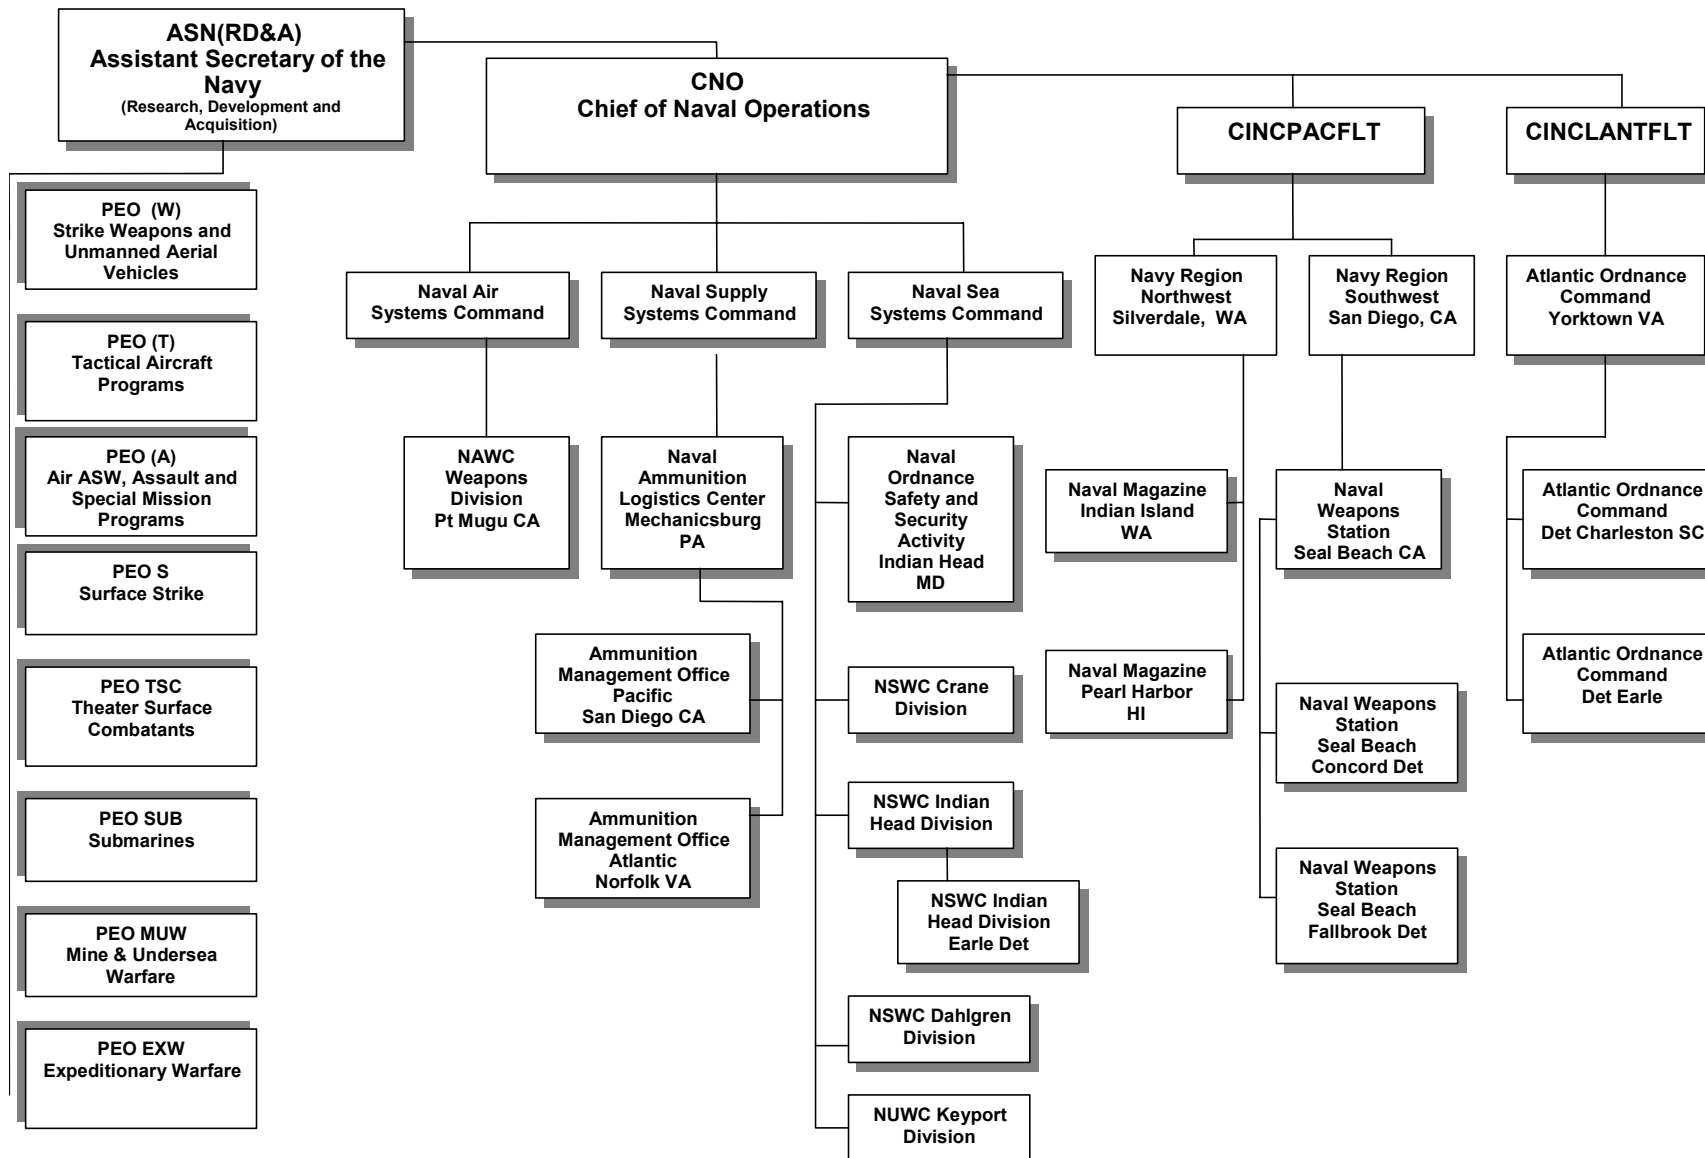 ASN(RD&A)
Assistant Secretary of the
Navy
(Research, Development and
Acquisition)
CNO
Chief of Naval Operations
CINCPACFLT
CINCLANTFLT
PEO (W)
Strike Weapons and
Unmanned Aerial
Vehicles
PEO (T)
Tactical Aircraft
Programs
PEO (A)
Air ASW, Assault and
Special Mission
Programs
PEO S
Surface Strike
PEO TSC
Theater Surface
Combatants
PEO SUB
Submarines
PEO MUW
Mine & Undersea
Warfare
PEO EXW
Expeditionary Warfare
Naval Air
Systems Command
Naval Supply
Systems Command
Naval Sea
Systems Command
Navy Region
Northwest
Silverdale, WA
Navy Region
Southwest
San Diego, CA
Atlantic Ordnance
Command
Yorktown VA
NAWC
Weapons
Division
Pt Mugu CA
Naval
Ammunition
Logistics Center
Mechanicsburg
PA
Ammunition
Management Office
Pacific
San Diego CA
Ammunition
Management Office
Atlantic
Norfolk VA
Naval
Ordnance
Safety and
Security
Activity
Indian Head
MD
NSWC Crane
Division
NSWC Indian
Head Division
NSWC Indian
Head Division
Earle Det
NSWC Dahlgren
Division
NUWC Keyport
Division
Naval Magazine
Indian Island
WA
Naval Magazine
Pearl Harbor
HI
Naval
Weapons
Station
Seal Beach CA
Naval Weapons
Station
Seal Beach
Concord Det
Naval Weapons
Station
Seal Beach
Fallbrook Det
Atlantic Ordnance
Command
Det Charleston SC
Atlantic Ordnance
Command
Det Earle